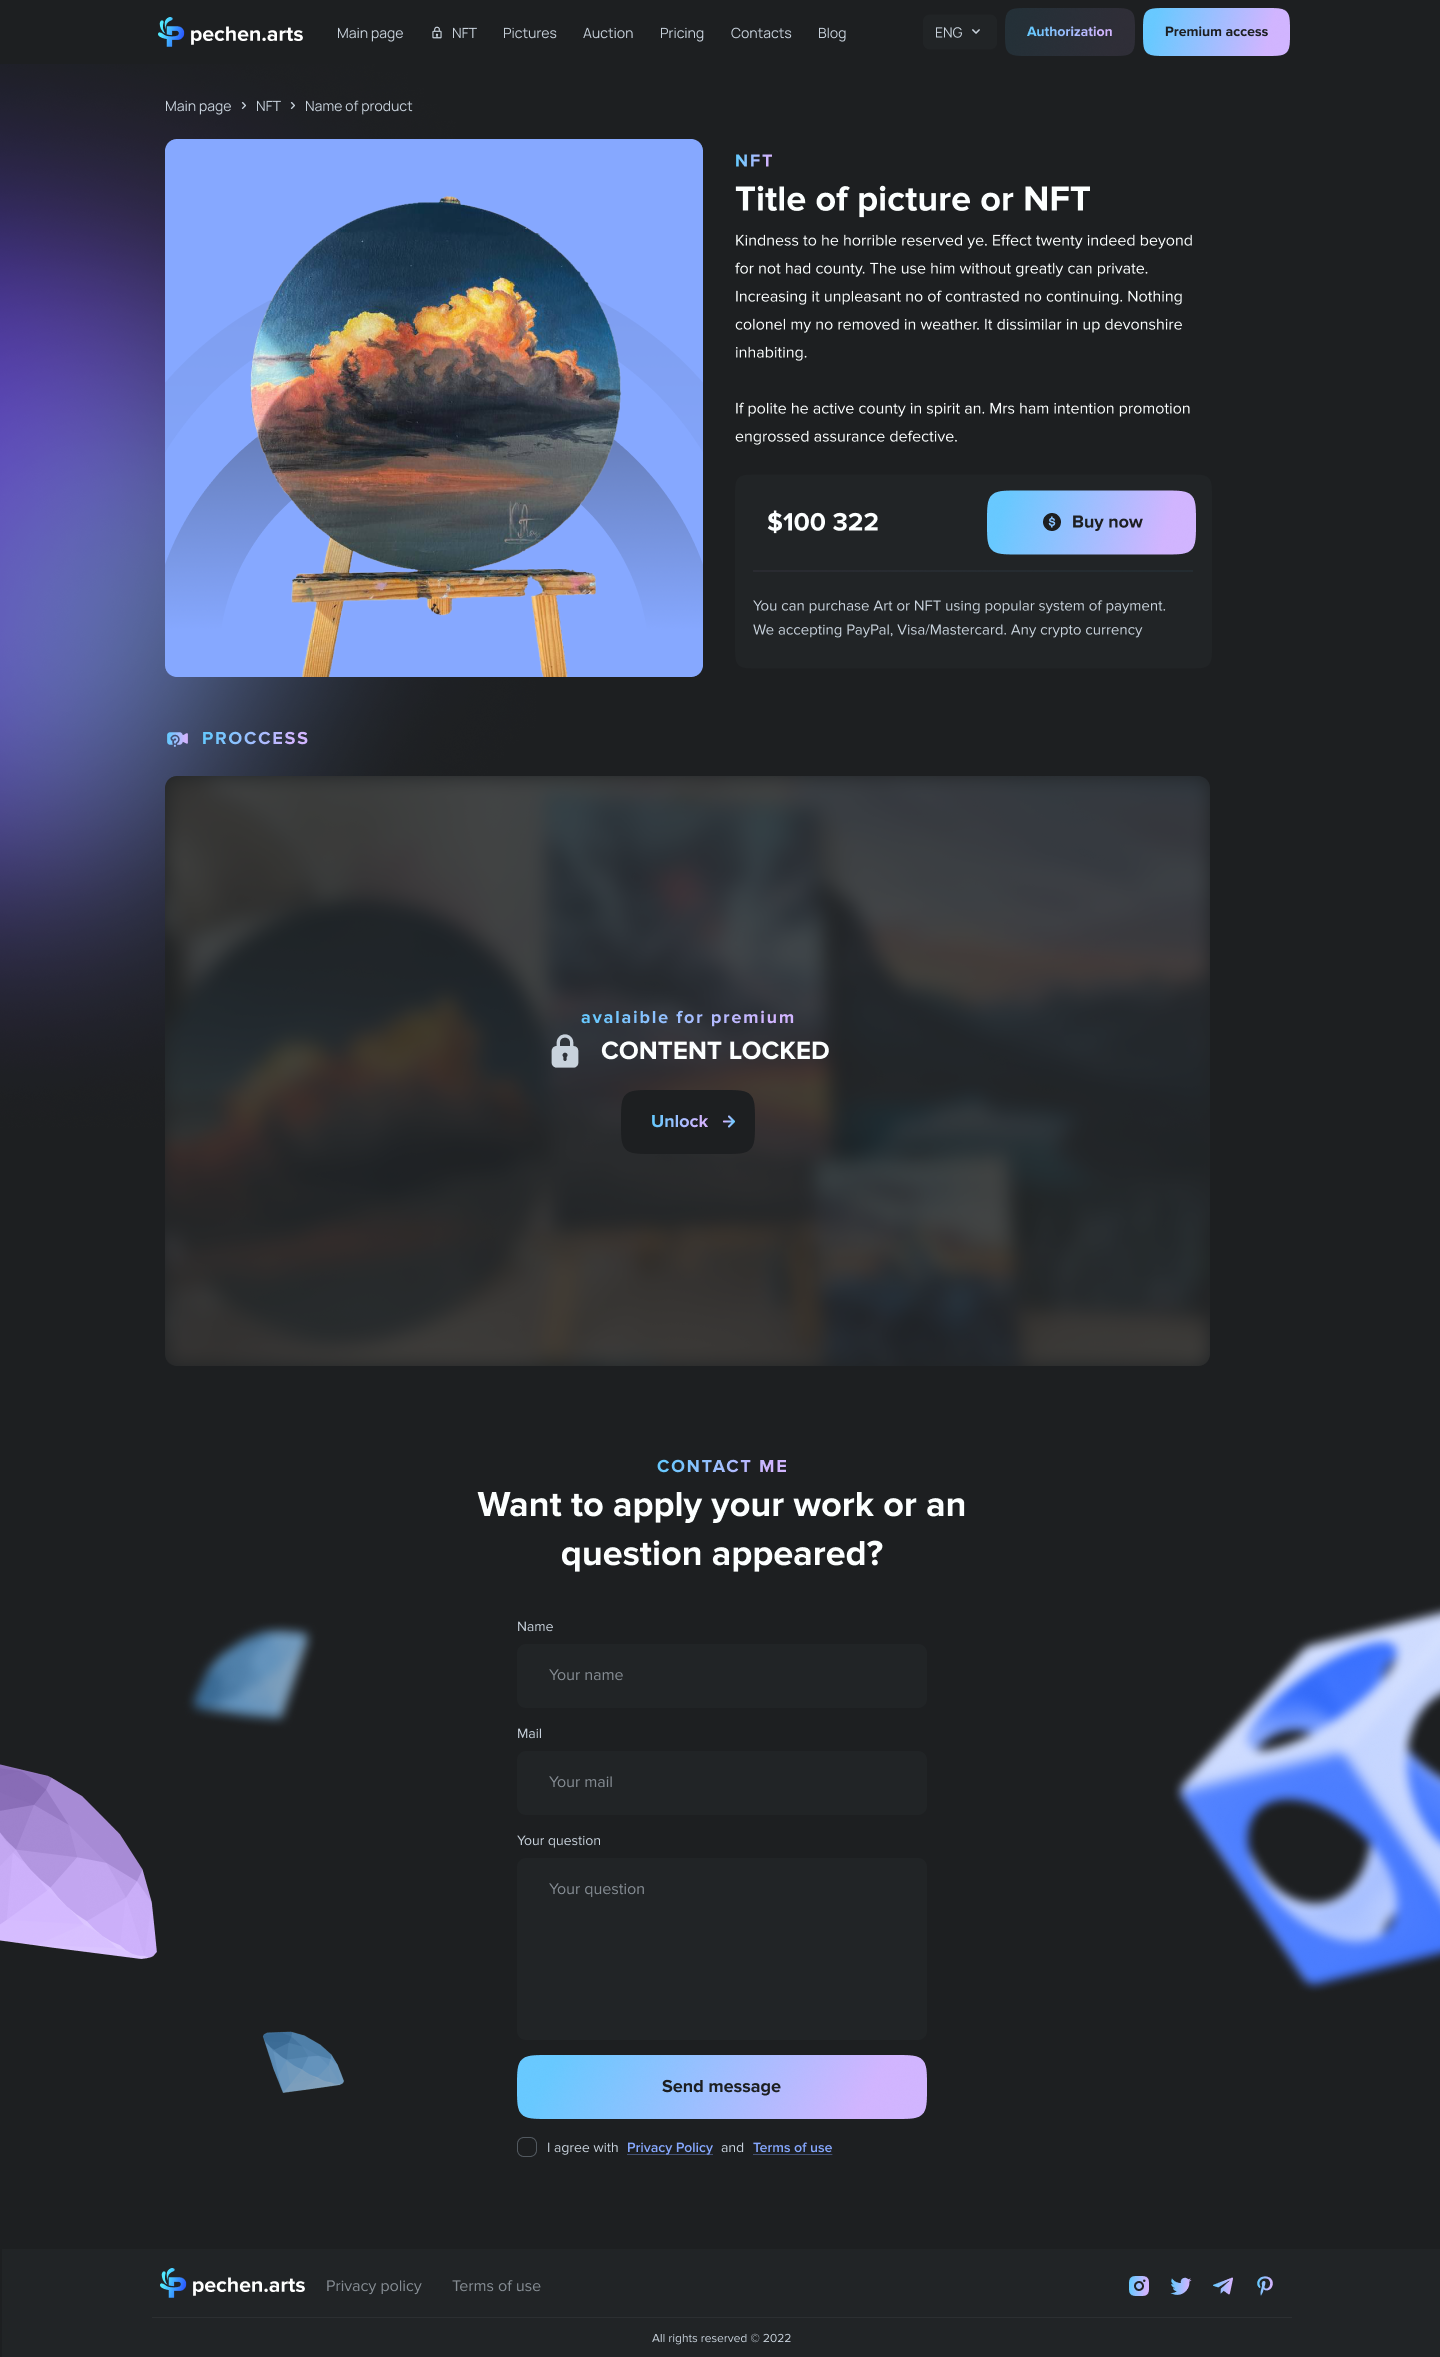 pechen.arts
Main page
NFT
Pictures
Auction
Pricing
Contacts
Blog
ENG
Authorization
Premium access
Main page > NFT > Name of product
NFT
Title of picture or NFT
Kindness to he horrible reserved ye. Effect twenty indeed beyond
for not had county. The use him without greatly can private.
Increasing it unpleasant no of contrasted no continuing. Nothing
colonel my no removed in weather. It dissimilar in up devonshire
inhabiting.
If polite he active county in spirit an. Mrs ham intention promotion
engrossed assurance defective.
$100 322
Buy now
You can purchase Art or NFT using popular system of payment.
We accepting PayPal, Visa/Mastercard. Any crypto currency
PROCCESS
avalaible for premium
CONTENT LOCKED
Unlock
CONTACT ME
Want to apply your work or an
question appeared?
Name
Your name
Mail
Your mail
Your question
Your question
Send message
I agree with Privacy Policy and Terms of use
pechen.arts
Privacy policy
Terms of use
All rights reserved © 2022